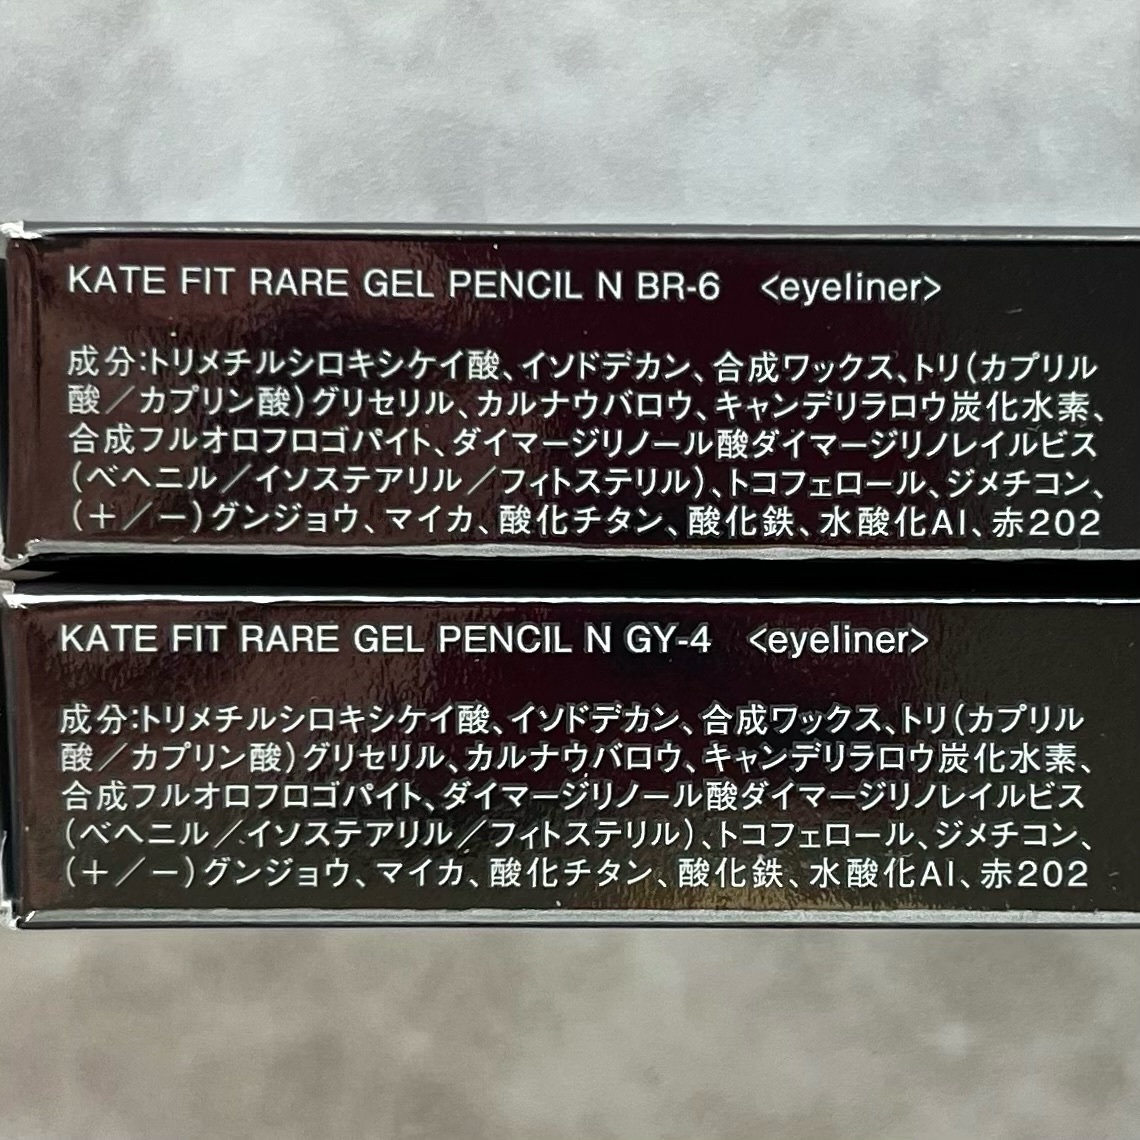 KATE FIT RARE GEL PENCIL N BR-6 <eyeliner>
成分:トリメチルシロキシケイ酸、イソドデカン、合成ワックス、トリ(カプリル
酸／カプリン酸)グリセリル、カルナウバロウ、キャンデリラロウ炭化水素、
合成フルオロフロゴパイト、ダイマージリノール酸ダイマージリノレイルビス
(ベヘニル／イソステアリル／フィトステリル)、トコフェロール、ジメチコン、
(＋／－)グンジョウ、マイカ、酸化チタン、酸化鉄、水酸化Al、赤202
KATE FIT RARE GEL PENCIL N GY-4 <eyeliner>
成分:トリメチルシロキシケイ酸、イソドデカン、合成ワックス、トリ(カプリル
酸／カプリン酸)グリセリル、カルナウバロウ、キャンデリラロウ炭化水素、
合成フルオロフロゴパイト、ダイマージリノール酸ダイマージリノレイルビス
(ベヘニル／イソステアリル／フィトステリル)、トコフェロール、ジメチコン、
(＋／－)グンジョウ、マイカ、酸化チタン、酸化鉄、水酸化Al、赤202